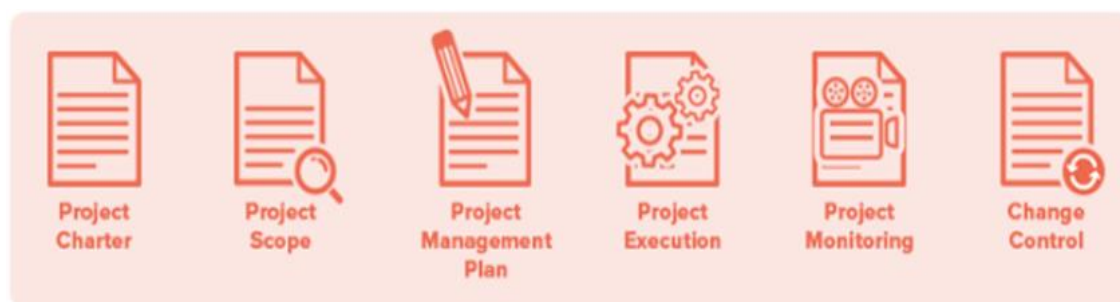 Project
Charter
Project
Scope
Project
Management
Plan
Project
Execution
Project
Monitoring
Change
Control